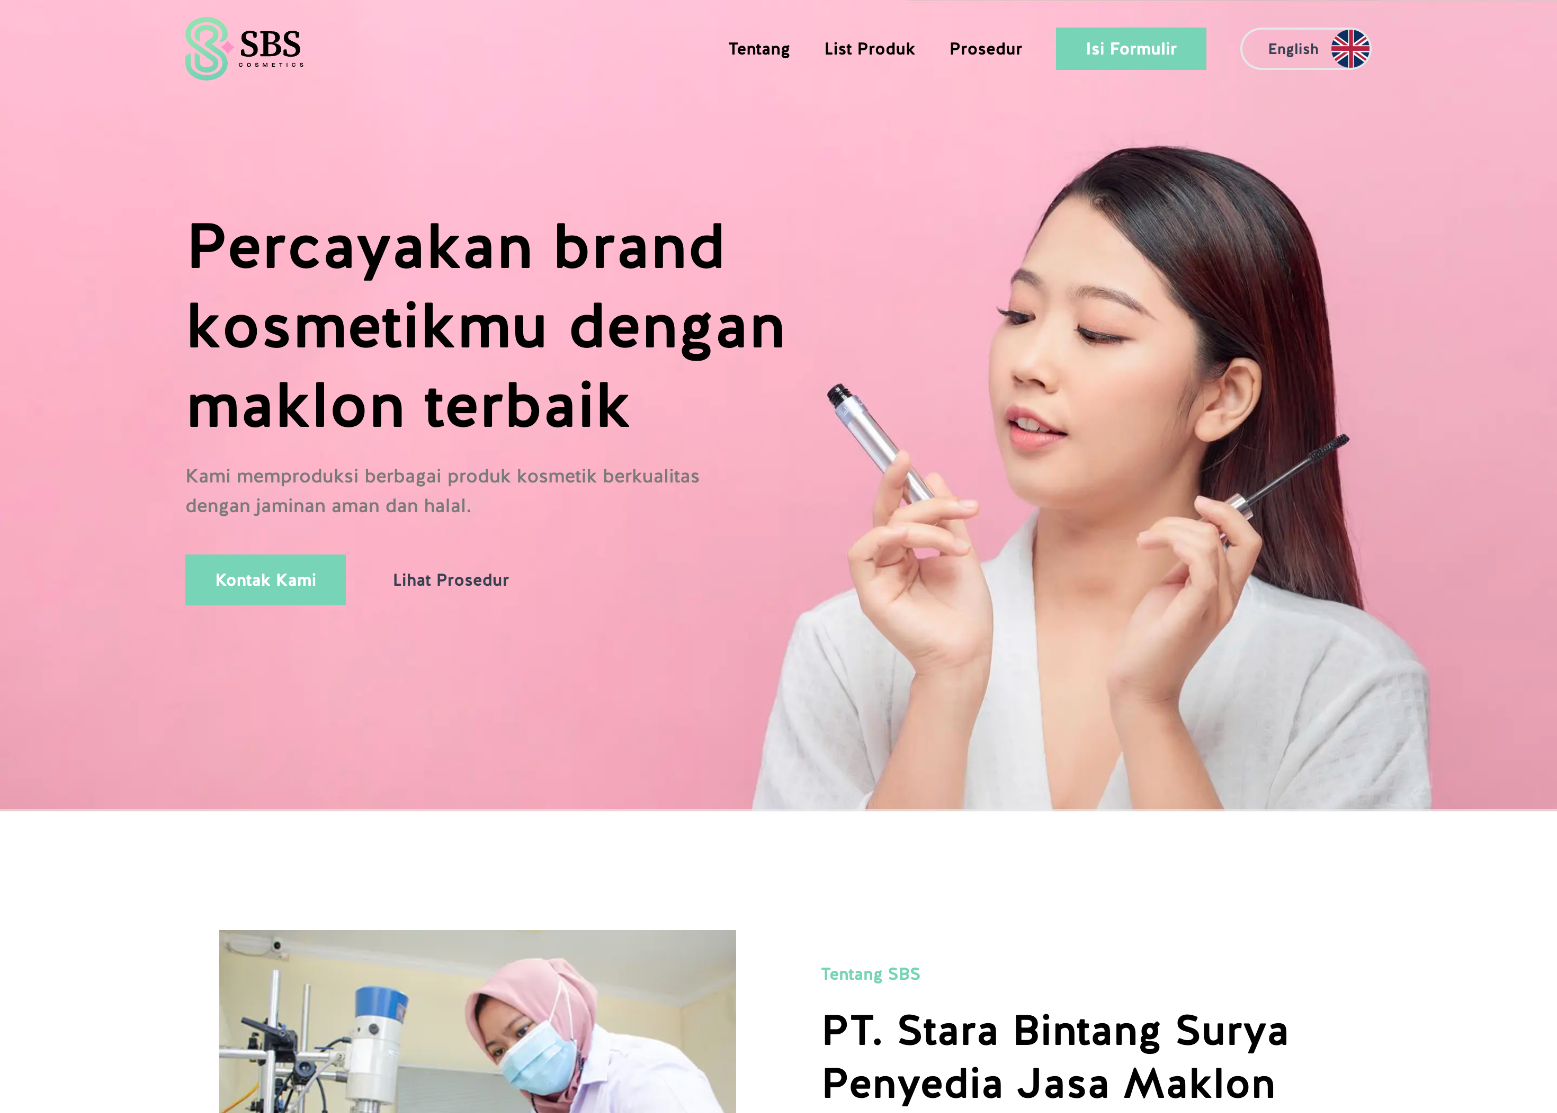 SBS
COSMETICS
Tentang
List Produk
Prosedur
Isi Formulir
English
Percayakan brand
kosmetikmu dengan
maklon terbaik
Kami memproduksi berbagai produk kosmetik berkualitas
dengan jaminan aman dan halal.
Kontak Kami
Lihat Prosedur
Tentang SBS
PT. Stara Bintang Surya
Penyedia Jasa Maklon